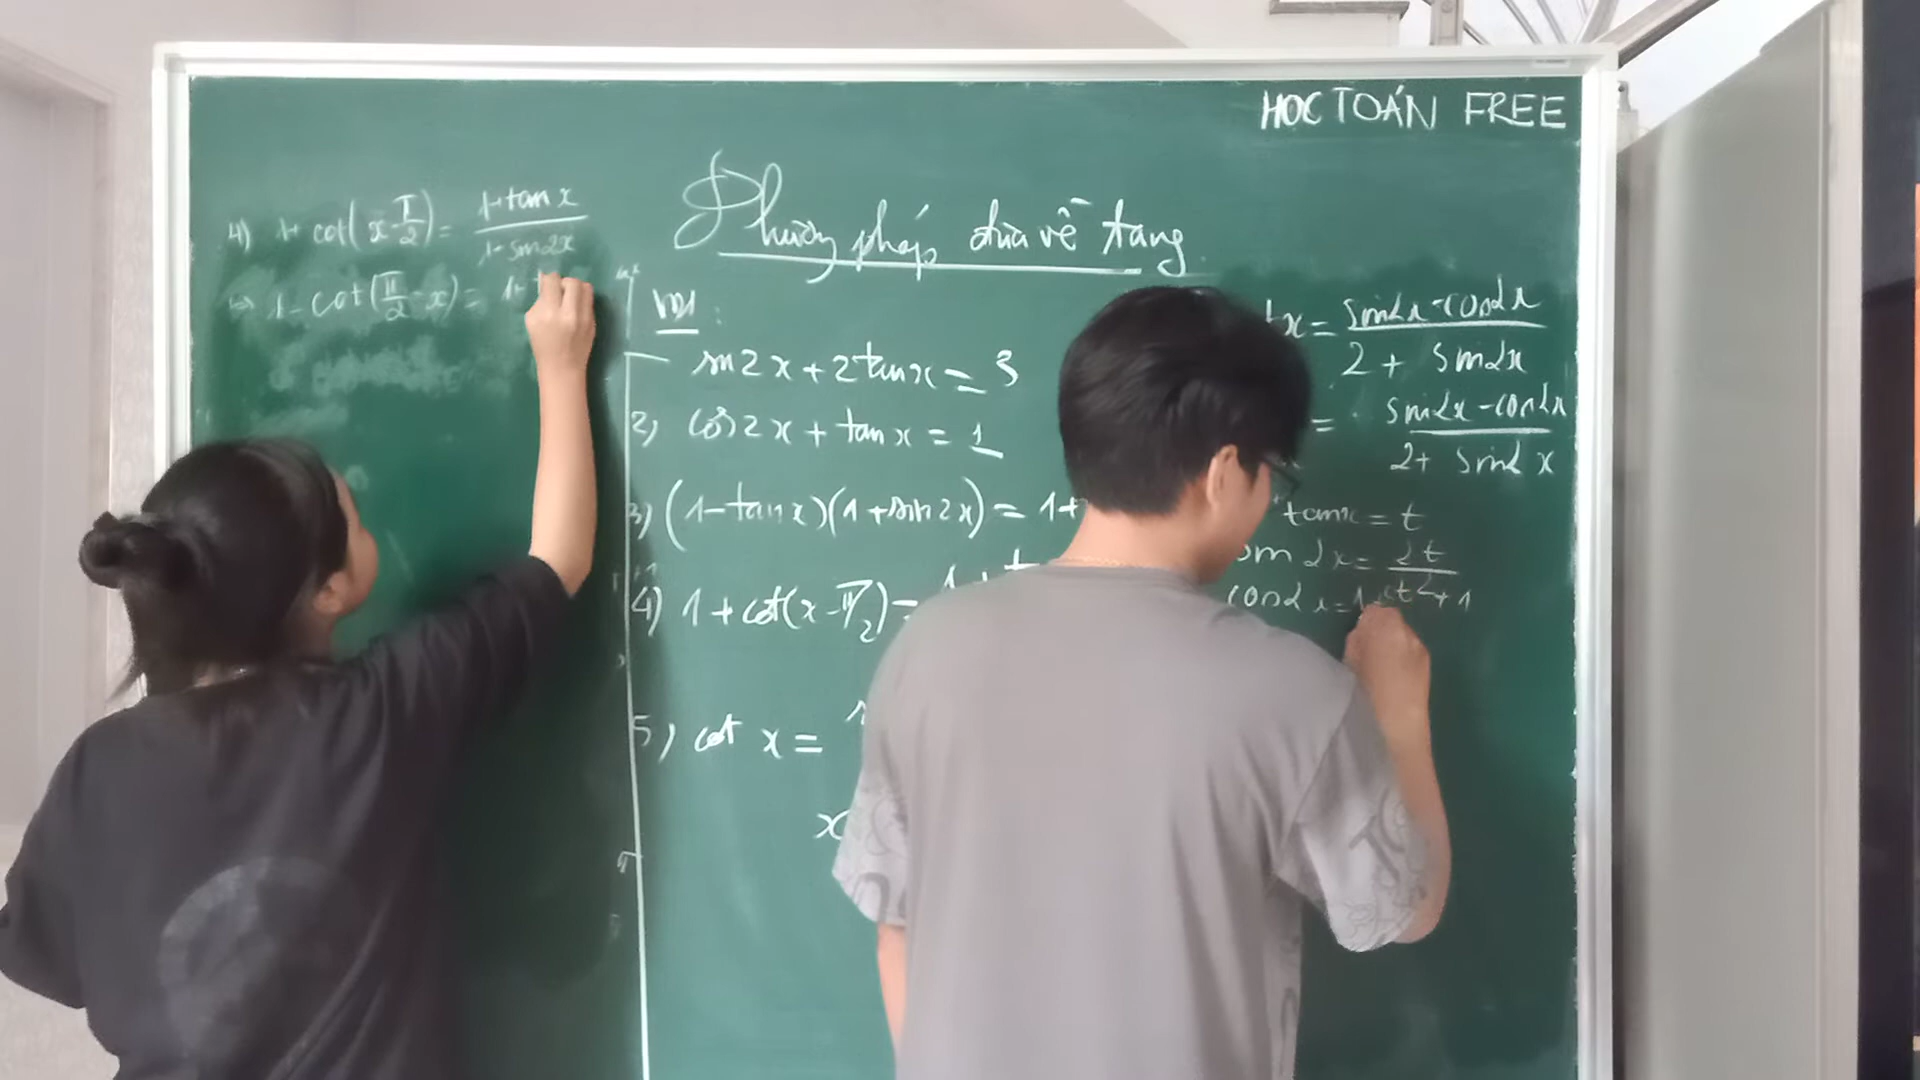 HOC TOÁN FREE
Phương pháp đưa về tang
4) 1+ cot(x-π/2) = (1+tan x)/(1-sin2x)
⇔ 1-cot(π/2-x) = 1+t
sin2x+2tanx=3
2) cos2x+tanx=1
3) (1-tanx)(1+sin2x)=1+
4) 1+cot(x-π/2)=
5) cot x=
x
x= (sin2x-cos2x)/(2+ sin2x)
= (sin2x-cos2x)/(2+ sin2x)
tanx=t
sin2x= 2t/(t²+1)
cos2x=1-